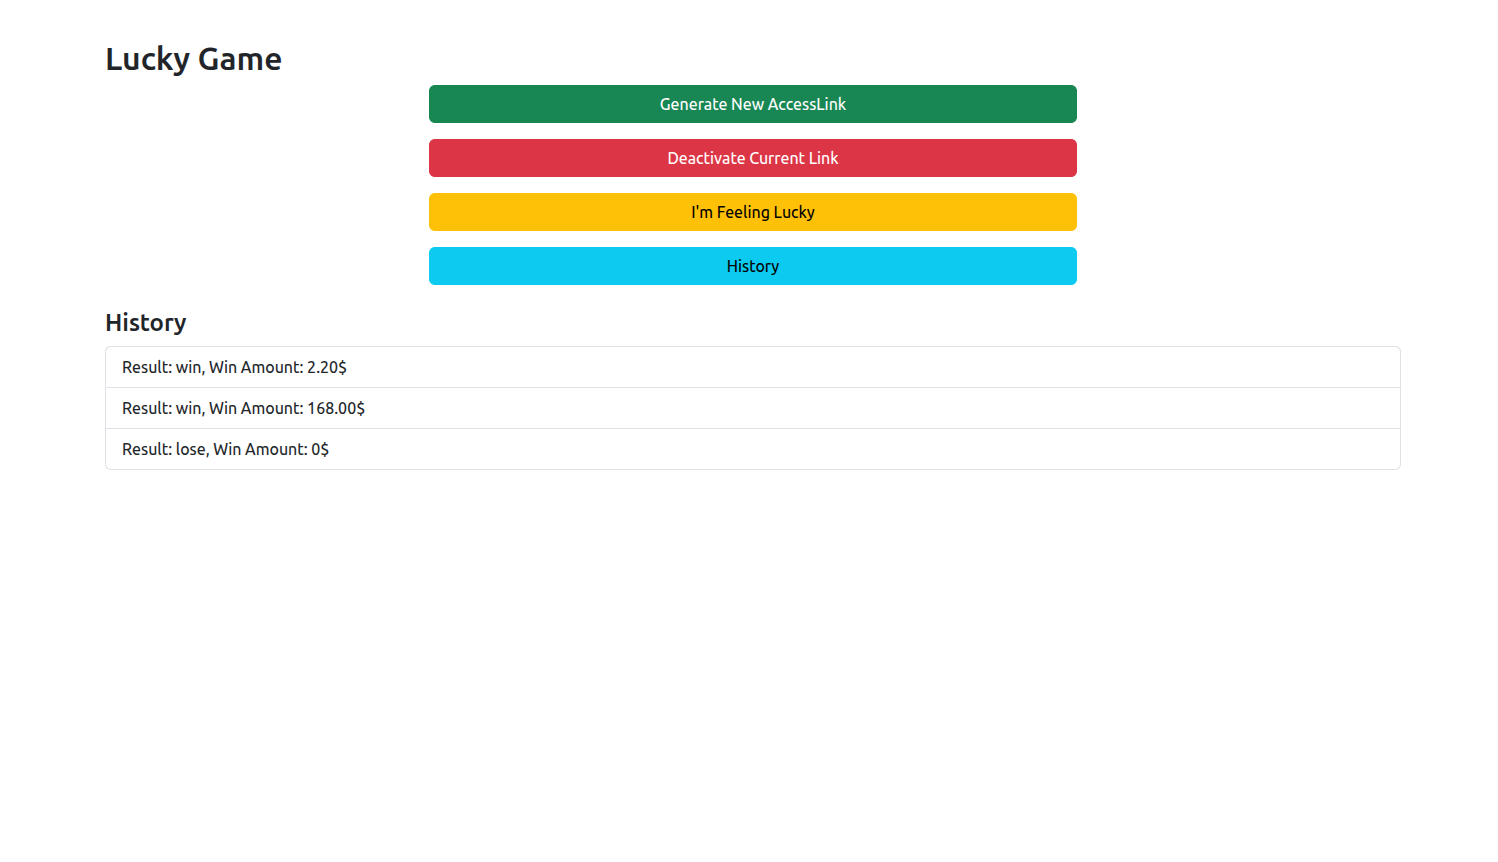 Lucky Game
Generate New AccessLink
Deactivate Current Link
I'm Feeling Lucky
History
History
Result: win, Win Amount: 2.20$
Result: win, Win Amount: 168.00$
Result: lose, Win Amount: 0$